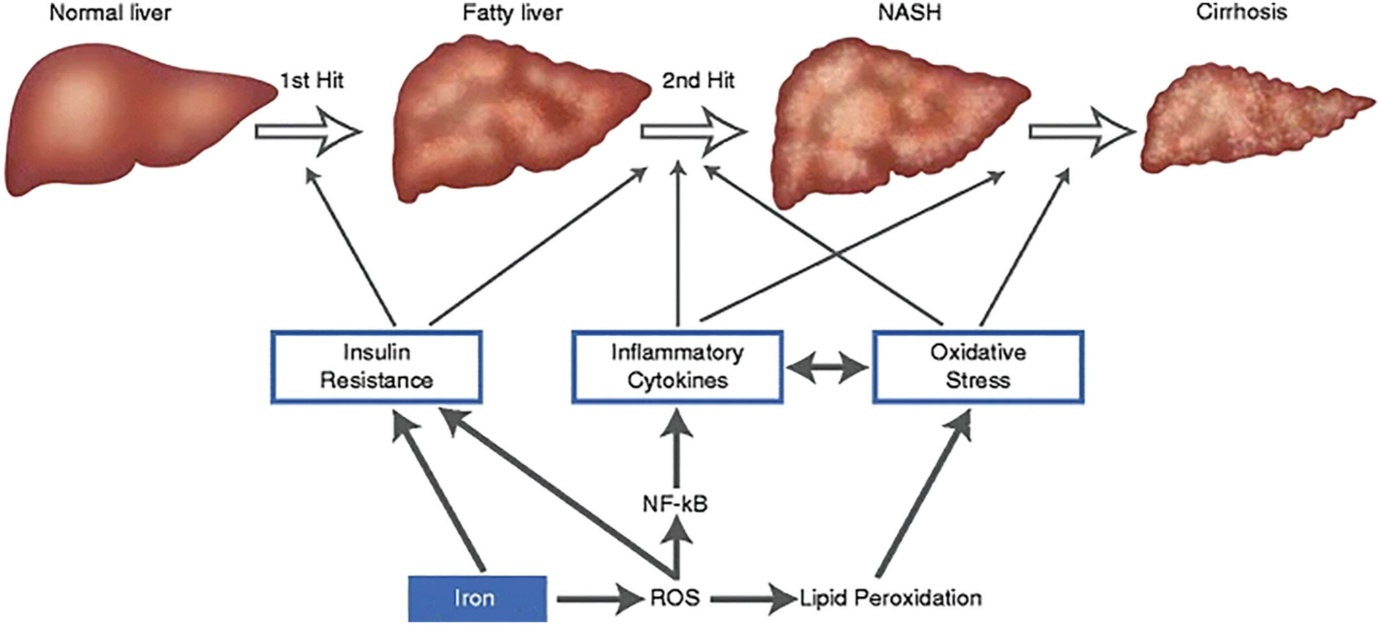 Normal liver
Fatty liver
NASH
Cirrhosis
1st Hit
2nd Hit
Insulin
Resistance
Inflammatory
Cytokines
Oxidative
Stress
NF-kB
Iron
ROS
Lipid Peroxidation